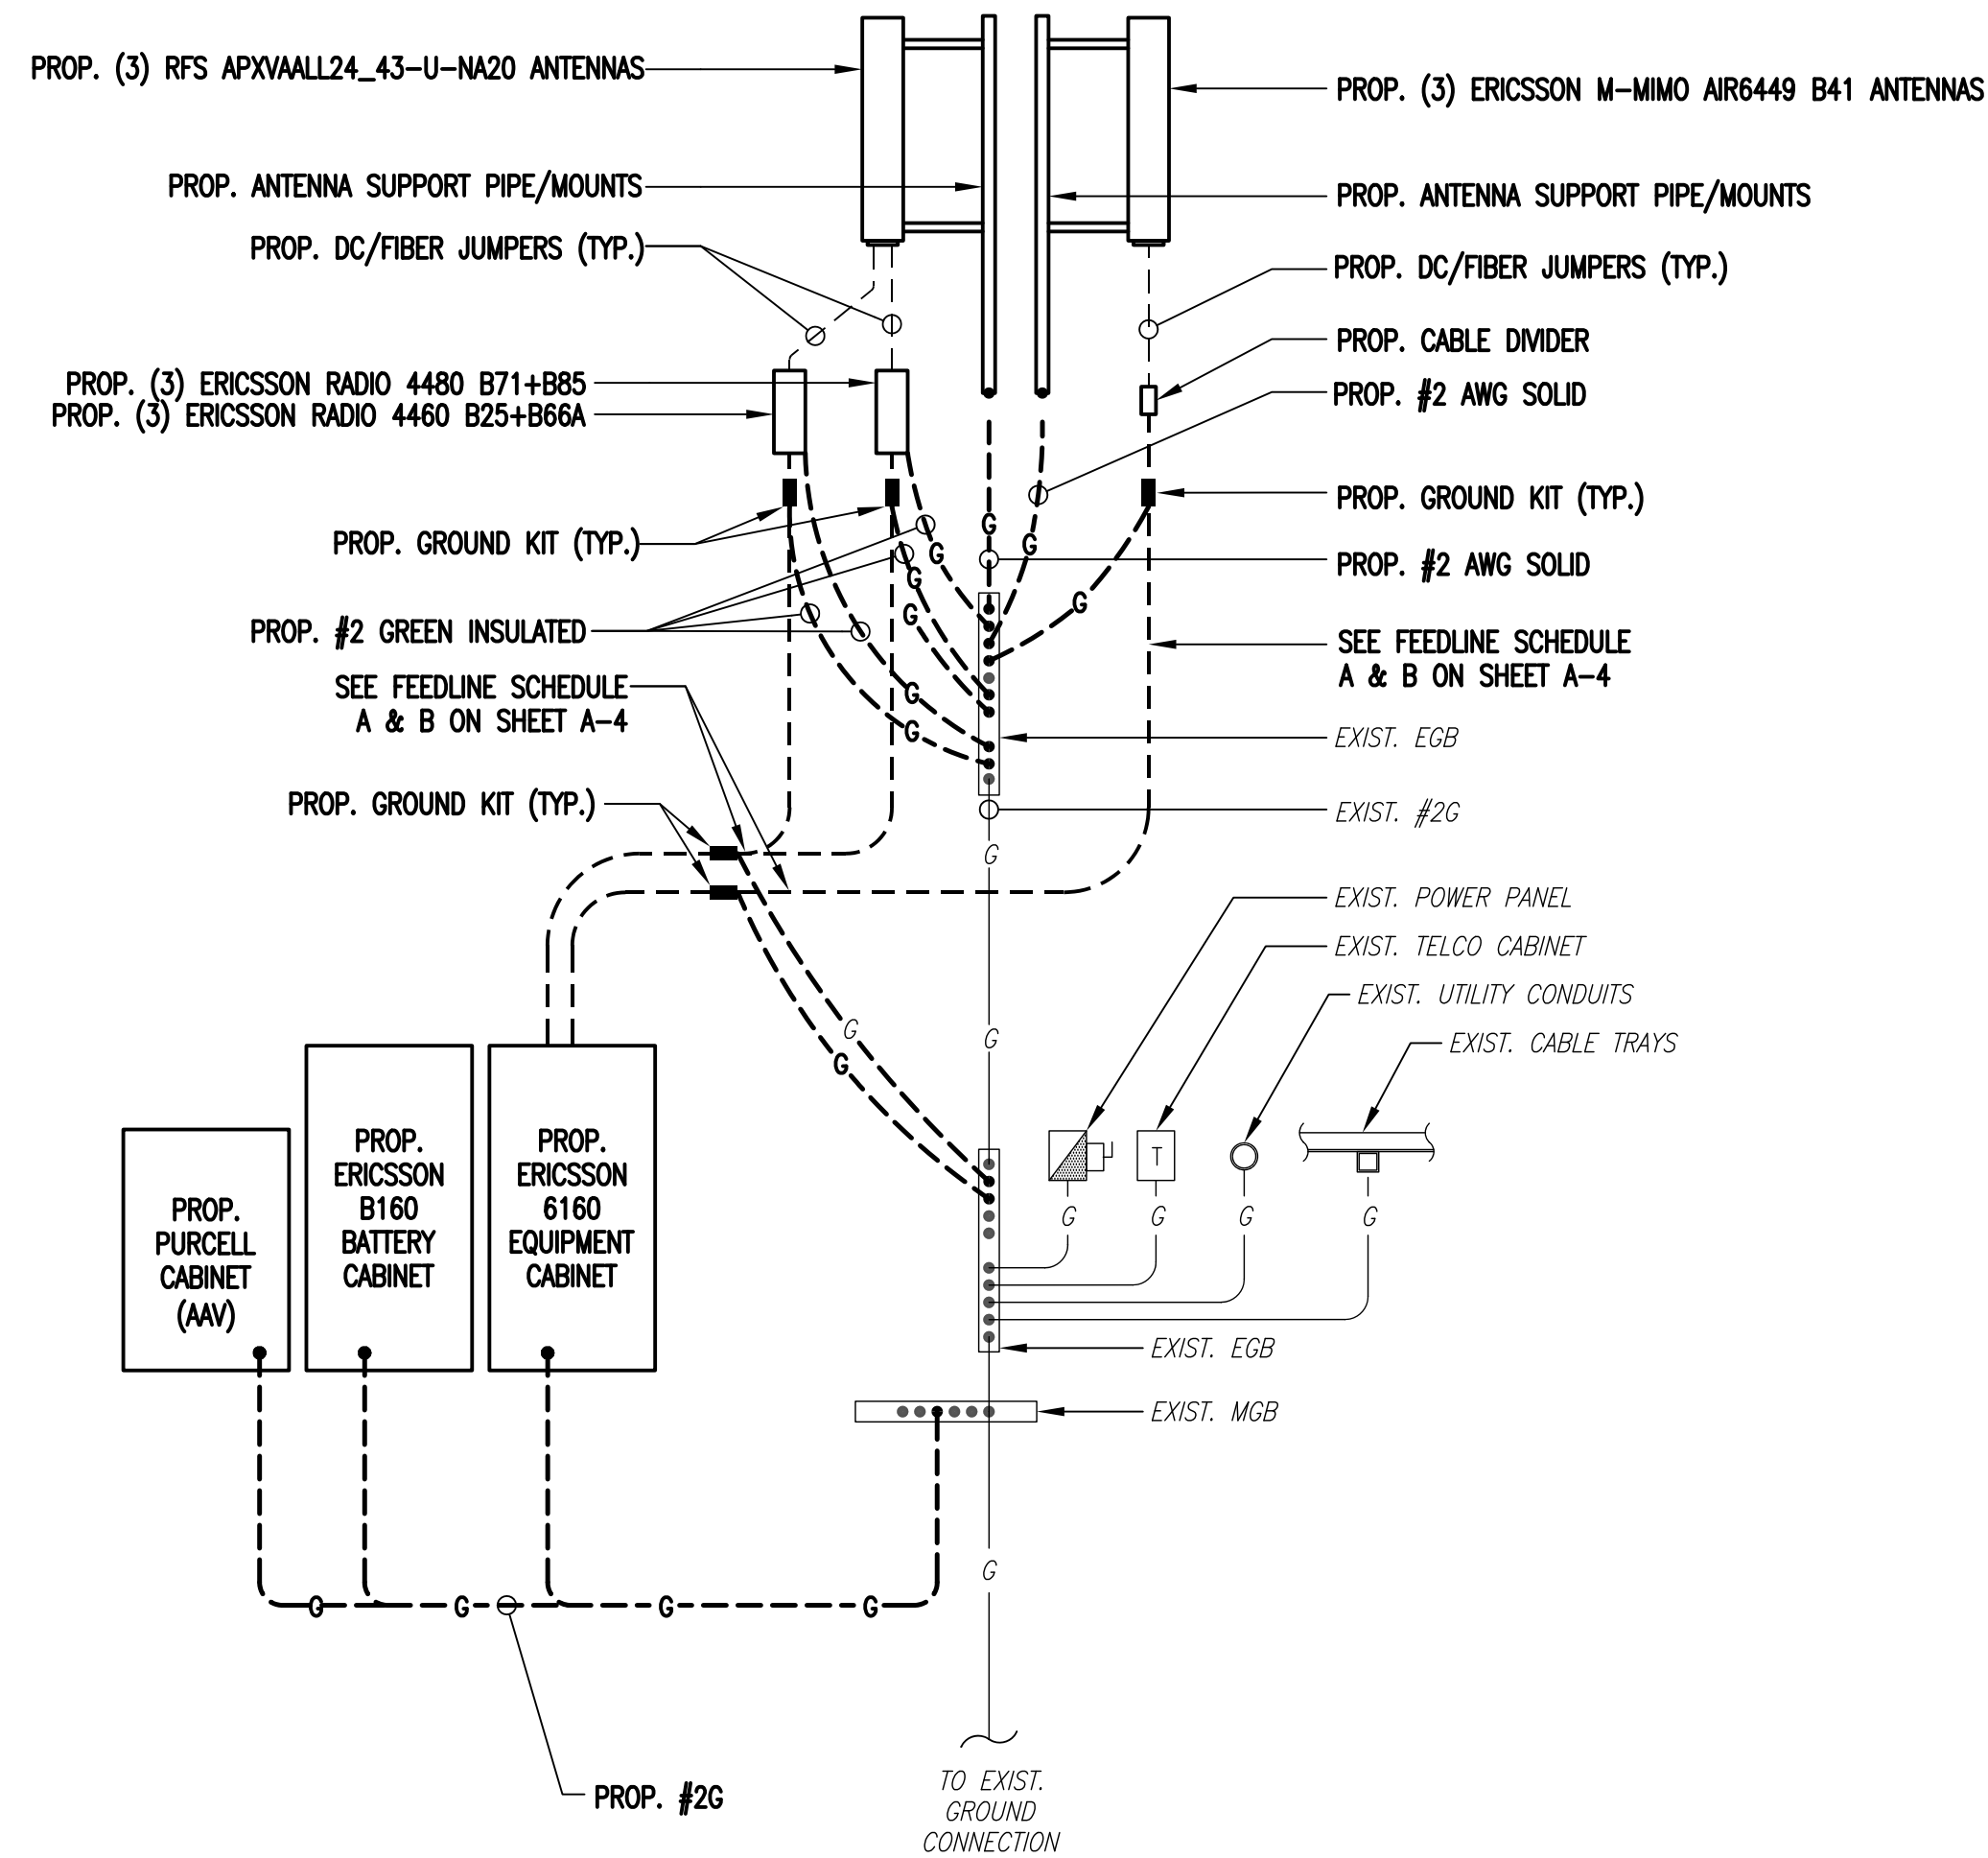 PROP. (3) RFS APXVAALL24_43-U-NA20 ANTENNAS
PROP. (3) ERICSSON M-MIMO AIR6449 B41 ANTENNAS
PROP. ANTENNA SUPPORT PIPE/MOUNTS
PROP. ANTENNA SUPPORT PIPE/MOUNTS
PROP. DC/FIBER JUMPERS (TYP.)
PROP. DC/FIBER JUMPERS (TYP.)
PROP. CABLE DIVIDER
PROP. (3) ERICSSON RADIO 4480 B71+B85
PROP. #2 AWG SOLID
PROP. (3) ERICSSON RADIO 4460 B25+B66A
PROP. GROUND KIT (TYP.)
G
PROP. GROUND KIT (TYP.)
G
G
PROP. #2 AWG SOLID
G
G
G
PROP. #2 GREEN INSULATED
SEE FEEDLINE SCHEDULE
A & B ON SHEET A-4
SEE FEEDLINE SCHEDULE
A & B ON SHEET A-4
G
G
EXIST. EGB
PROP. GROUND KIT (TYP.)
EXIST. #2G
G
EXIST. POWER PANEL
EXIST. TELCO CABINET
EXIST. UTILITY CONDUITS
G
G
EXIST. CABLE TRAYS
G
PROP.
ERICSSON
B160
BATTERY
CABINET
PROP.
ERICSSON
6160
EQUIPMENT
CABINET
T
PROP.
PURCELL
CABINET
(AAV)
G
G
G
G
EXIST. EGB
EXIST. MGB
G
G
G
G
G
PROP. #2G
TO EXIST.
GROUND
CONNECTION